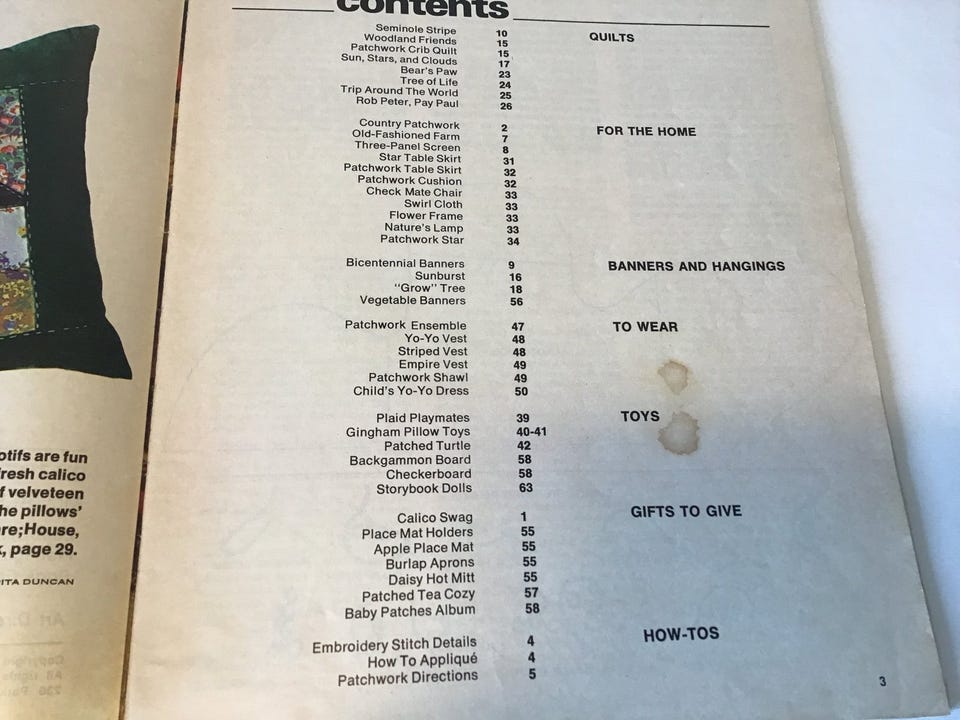 contents
QUILTS
Seminole Stripe 10
Woodland Friends 15
Patchwork Crib Quilt 15
Sun, Stars, and Clouds 17
Bear's Paw 23
Tree of Life 24
Trip Around The World 25
Rob Peter, Pay Paul 26
FOR THE HOME
Country Patchwork 2
Old-Fashioned Farm 7
Three-Panel Screen 8
Star Table Skirt 31
Patchwork Table Skirt 32
Patchwork Cushion 32
Check Mate Chair 33
Swirl Cloth 33
Flower Frame 33
Nature's Lamp 33
Patchwork Star 34
BANNERS AND HANGINGS
Bicentennial Banners 9
Sunburst 16
“Grow” Tree 18
Vegetable Banners 56
TO WEAR
Patchwork Ensemble 47
Yo-Yo Vest 48
Striped Vest 48
Empire Vest 49
Patchwork Shawl 49
Child's Yo-Yo Dress 50
TOYS
Plaid Playmates 39
Gingham Pillow Toys 40-41
Patched Turtle 42
Backgammon Board 58
Checkerboard 58
Storybook Dolls 63
GIFTS TO GIVE
Calico Swag 1
Place Mat Holders 55
Apple Place Mat 55
Burlap Aprons 55
Daisy Hot Mitt 55
Patched Tea Cozy 57
Baby Patches Album 58
HOW-TOS
Embroidery Stitch Details 4
How To Appliqué 4
Patchwork Directions 5
3
otifs are fun
resh calico
f velveteen
he pillows'
re;House,
, page 29.
ITA DUNCAN